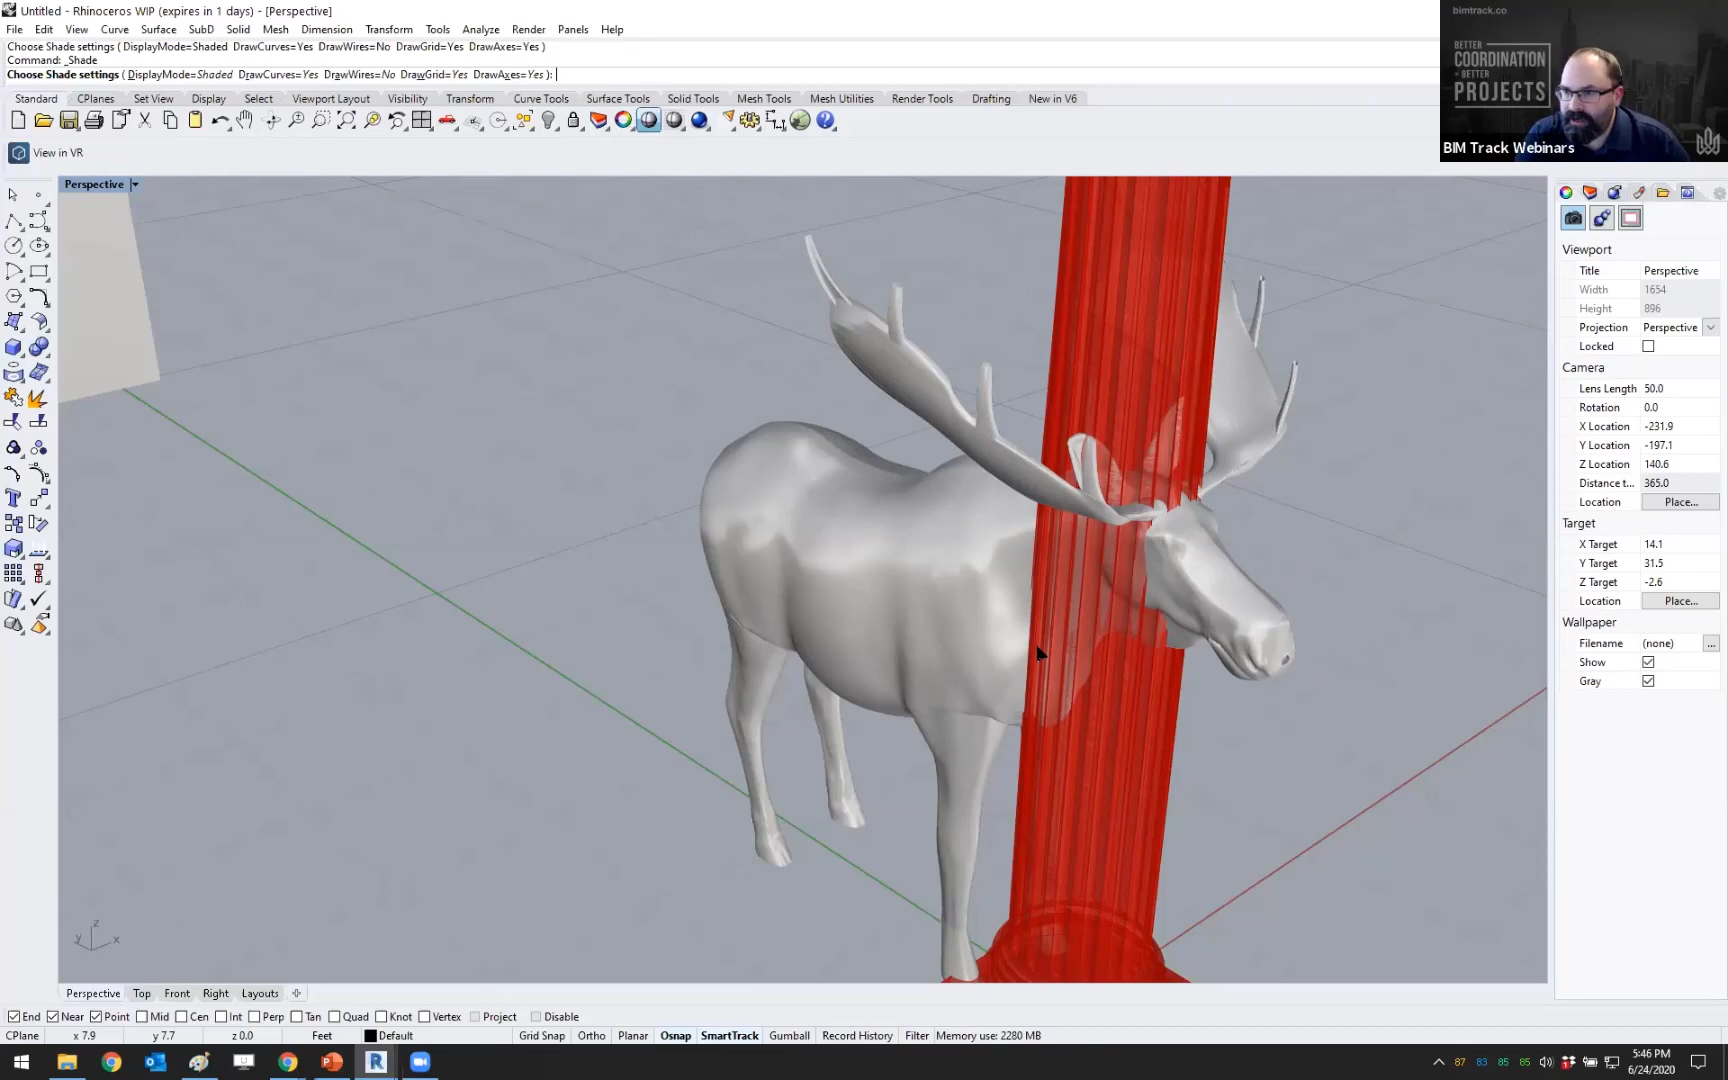 Untitled - Rhinoceros WIP (expires in 1 days) - [Perspective]
File Edit View Curve Surface SubD Solid Mesh Dimension Transform Tools Analyze Render Panels Help
Choose Shade settings ( DisplayMode=Shaded DrawCurves=Yes DrawWires=No DrawGrid=Yes DrawAxes=Yes )
Command: _Shade
Choose Shade settings ( DisplayMode=Shaded DrawCurves=Yes DrawWires=No DrawGrid=Yes DrawAxes=Yes ):
Standard CPlanes Set View Display Select Viewport Layout Visibility Transform Curve Tools Surface Tools Solid Tools Mesh Tools Mesh Utilities Render Tools Drafting New in V6
View in VR
Perspective
bimtrack.co
BETTER
COORDINATION
= BETTER
PROJECTS
BIM Track Webinars
Viewport
Title Perspective
Width 1654
Height 896
Projection Perspective
Locked
Camera
Lens Length 50.0
Rotation 0.0
X Location -231.9
Y Location -197.1
Z Location 140.6
Distance t... 365.0
Location Place...
Target
X Target 14.1
Y Target 31.5
Z Target -2.6
Location Place...
Wallpaper
Filename (none) ...
Show
Gray
z
y x
Perspective Top Front Right Layouts
End Near Point Mid Cen Int Perp Tan Quad Knot Vertex Project Disable
CPlane x 7.9 y 7.7 z 0.0 Feet Default Grid Snap Ortho Planar Osnap SmartTrack Gumball Record History Filter Memory use: 2280 MB
87 83 85 85
5:46 PM
6/24/2020